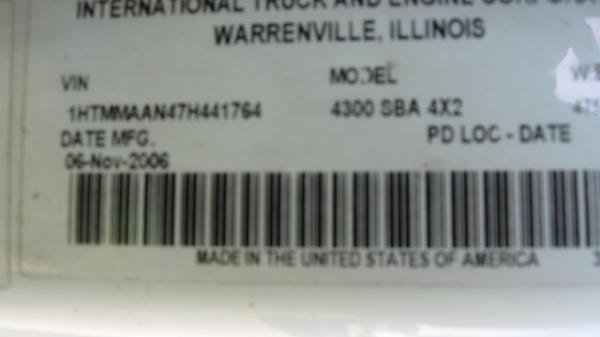 INTERNATIONAL TRUCK AND ENGINE
WARRENVILLE, ILLINOIS
VIN MODEL
1HTMMAAN47H441764 4300 SBA 4X2
DATE MFG. PD LOC - DATE
06-Nov-2006
MADE IN THE UNITED STATES OF AMERICA